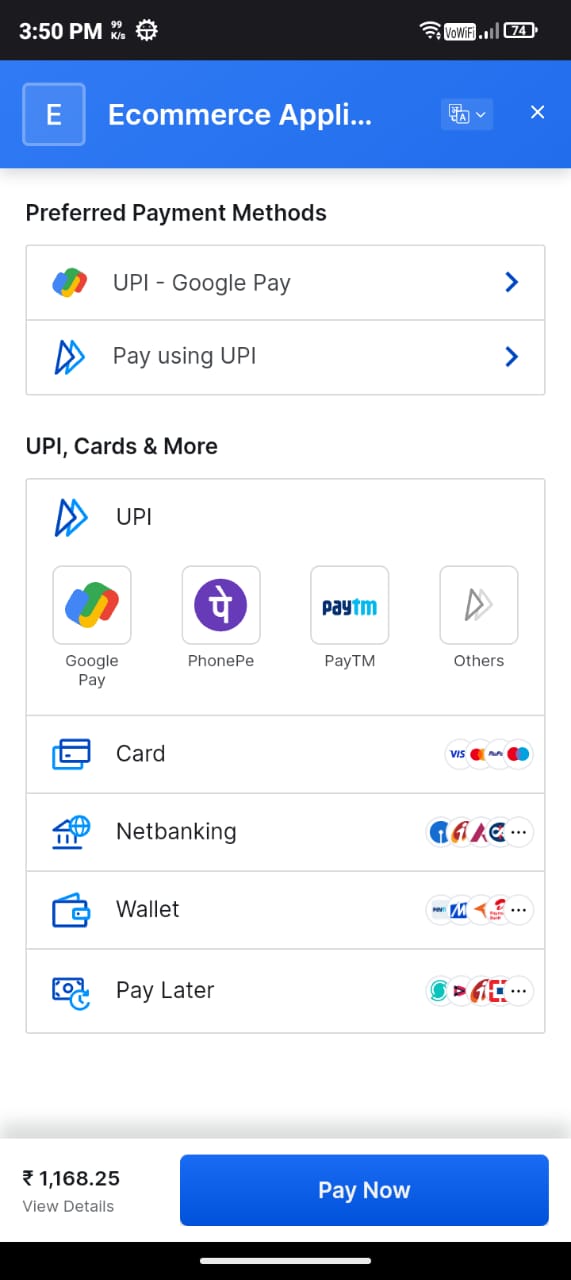 3:50 PM
99
K/s
VoWiFi
74
E
Ecommerce Appli...
Preferred Payment Methods
UPI - Google Pay
Pay using UPI
UPI, Cards & More
UPI
पे
paytm
Google
Pay
PhonePe
PayTM
Others
Card
VISA
Netbanking
Wallet
Pay Later
₹ 1,168.25
View Details
Pay Now